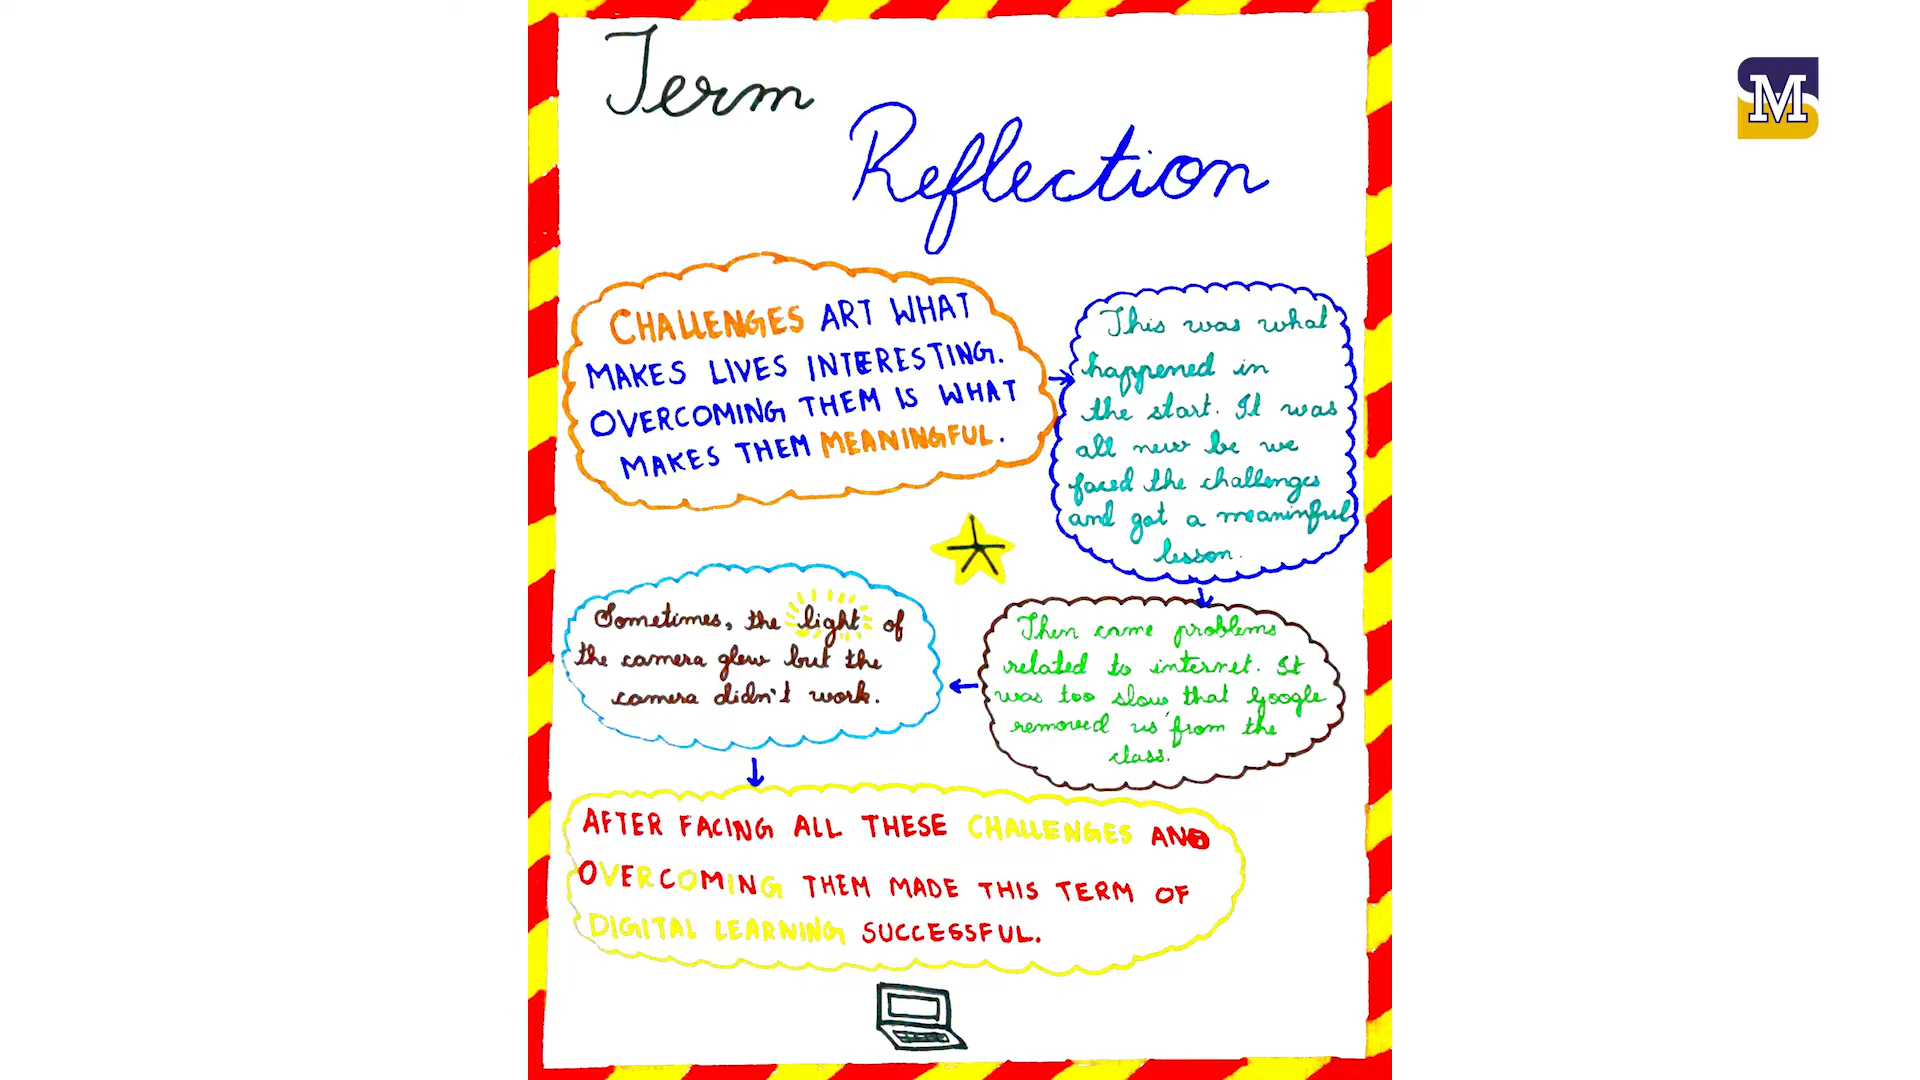 Term
Reflection
CHALLENGES ART WHAT
MAKES LIVES INTERESTING.
OVERCOMING THEM IS WHAT
MAKES THEM MEANINGFUL.
This was what
happened in
the start. It was
all new be we
faced the challenges
and got a meaninful
lesson.
Then came problems
related to internet. It
was too slow that Google
removed us from the
class.
Sometimes, the light of
the camera glew but the
camera didn't work.
AFTER FACING ALL THESE CHALLENGES AND
OVERCOMING THEM MADE THIS TERM OF
DIGITAL LEARNING SUCCESSFUL.
M